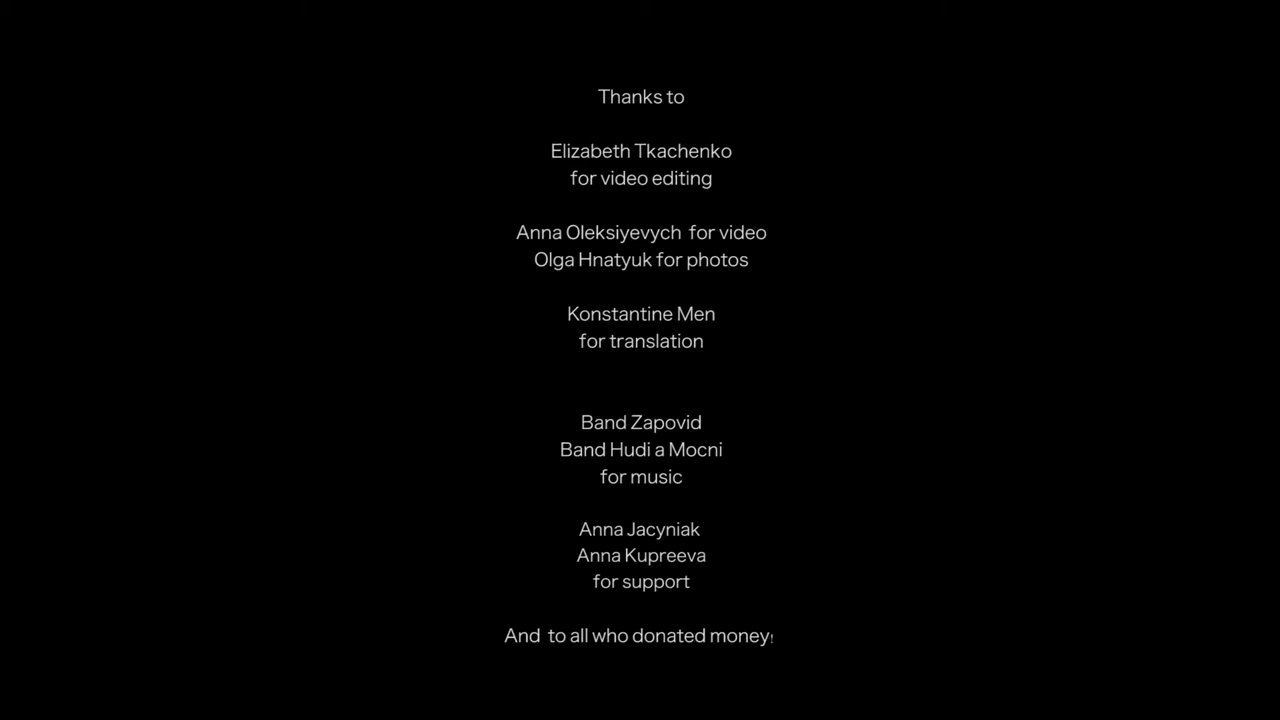 Thanks to
Elizabeth Tkachenko
for video editing
Anna Oleksiyevych for video
Olga Hnatyuk for photos
Konstantine Men
for translation
Band Zapovid
Band Hudi a Mocni
for music
Anna Jacyniak
Anna Kupreeva
for support
And to all who donated money!